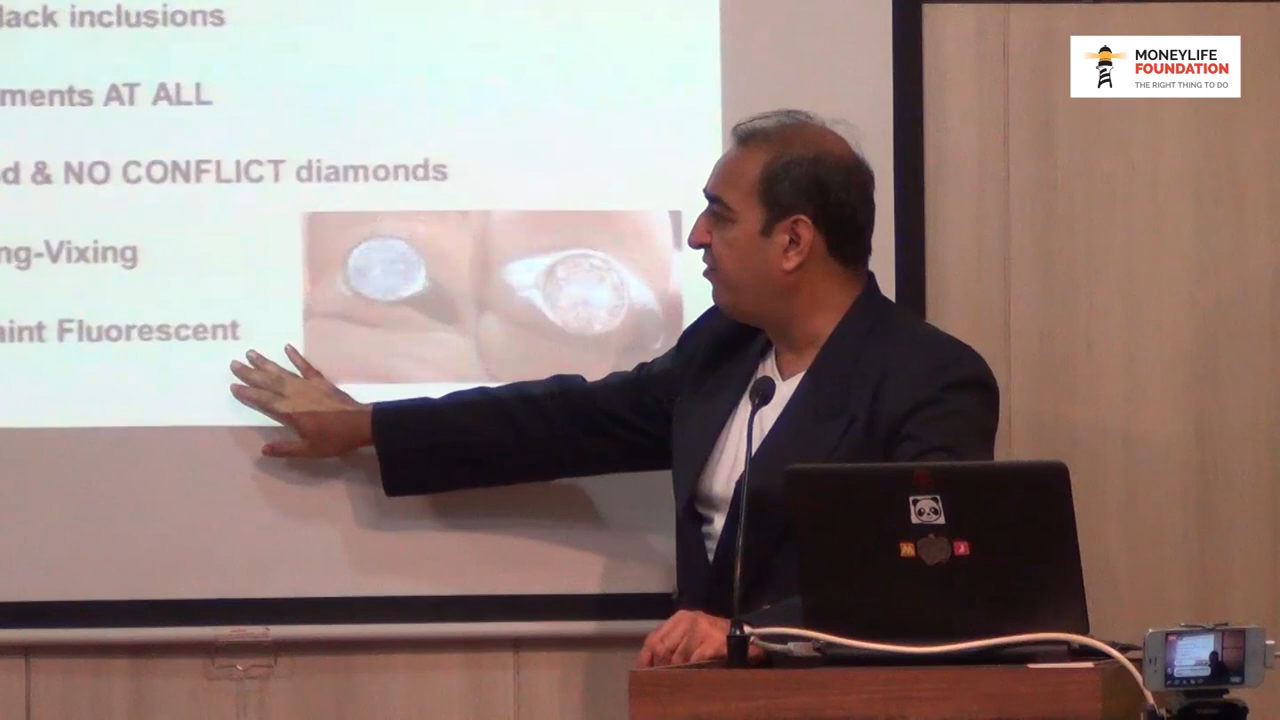 lack inclusions
ments AT ALL
d & NO CONFLICT diamonds
ng-Vixing
aint Fluorescent
MONEYLIFE
FOUNDATION
THE RIGHT THING TO DO